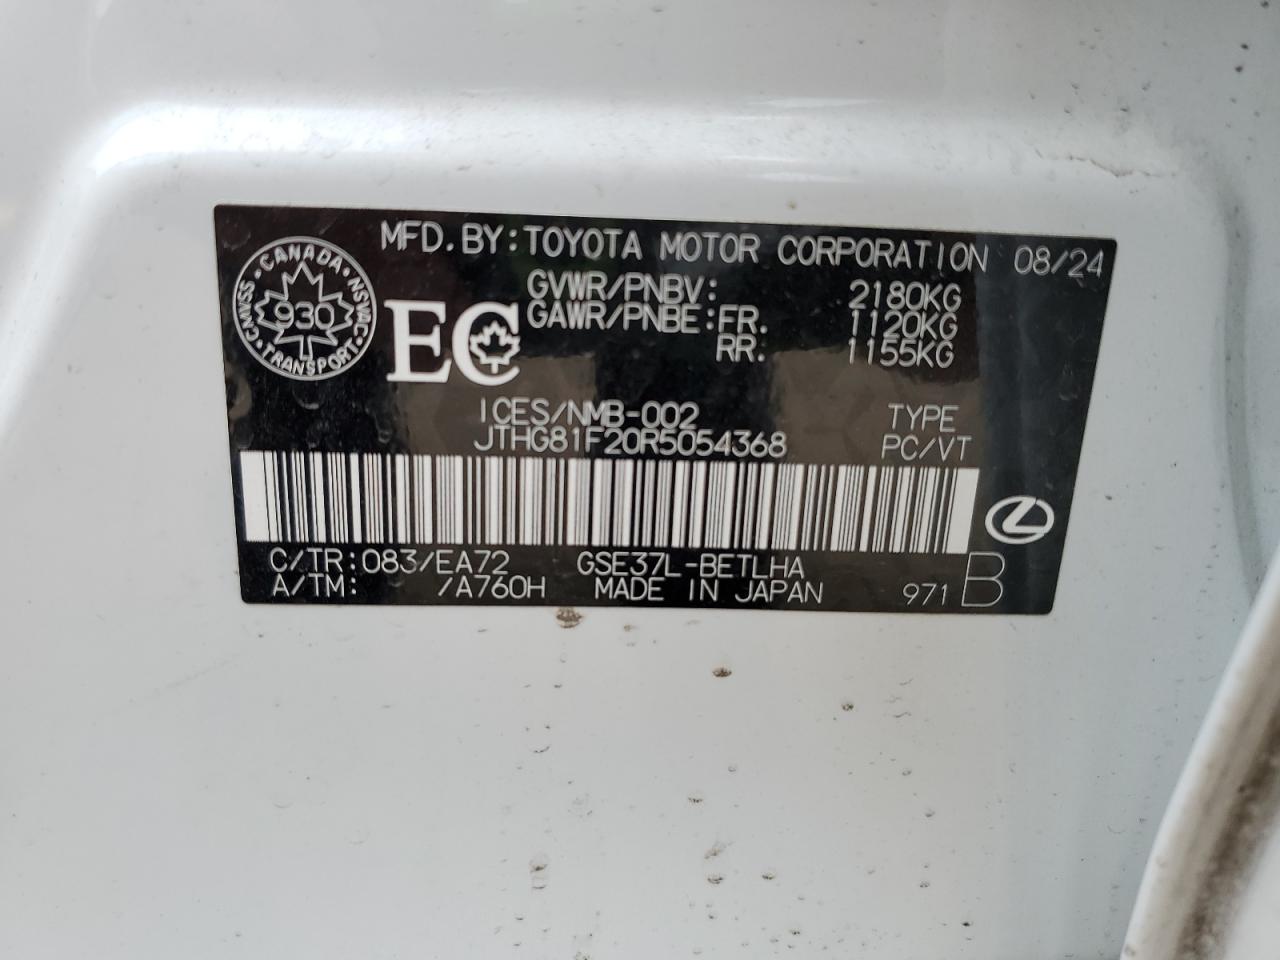 MFD. BY: TOYOTA MOTOR CORPORATION 08/24
CANADA
CMVSS NSVAC
930
TRANSPORT
EC
GVWR/PNBV: 2180KG
GAWR/PNBE: FR. 1120KG
RR. 1155KG
ICES/NMB-002 TYPE
JTHG81F20R5054368 PC/VT
C/TR: 083/EA72 GSE37L-BETLHA
A/TM: /A760H MADE IN JAPAN 971 B